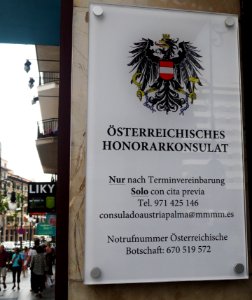 ÖSTERREICHISCHES
HONORARKONSULAT
Nur nach Terminvereinbarung
Solo con cita previa
Tel. 971 425 146
consuladoaustriapalma@mmmm.es
Notrufnummer Österreichische
Botschaft: 670 519 572
LIKY